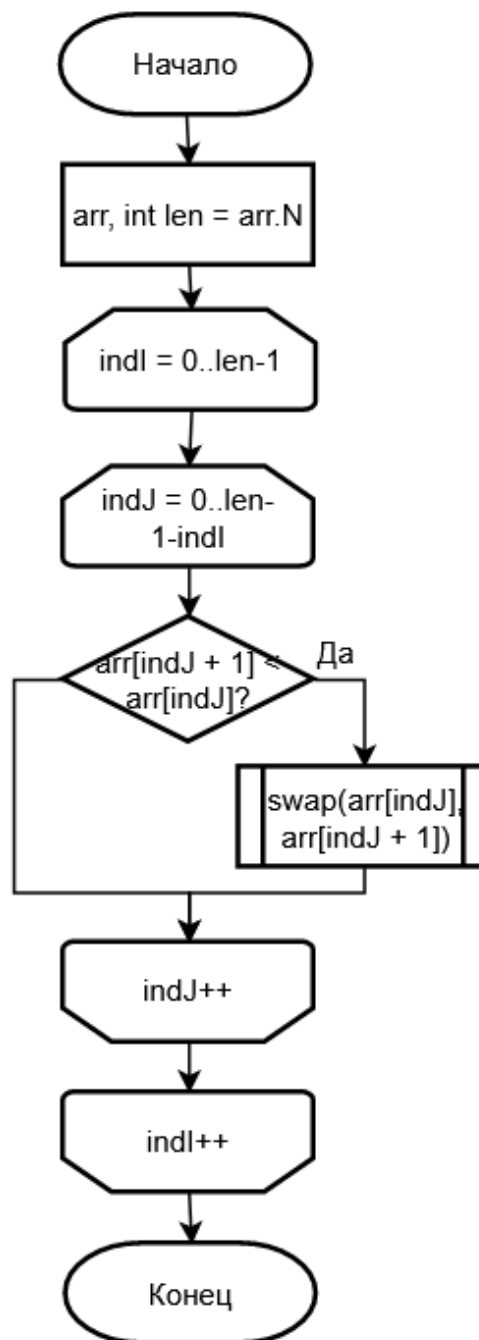 Начало
arr, int len = arr.N
indI = 0..len-1
indJ = 0..len-
1-indI
arr[indJ + 1] <
arr[indJ]?
Да
swap(arr[indJ],
arr[indJ + 1])
indJ++
indI++
Конец